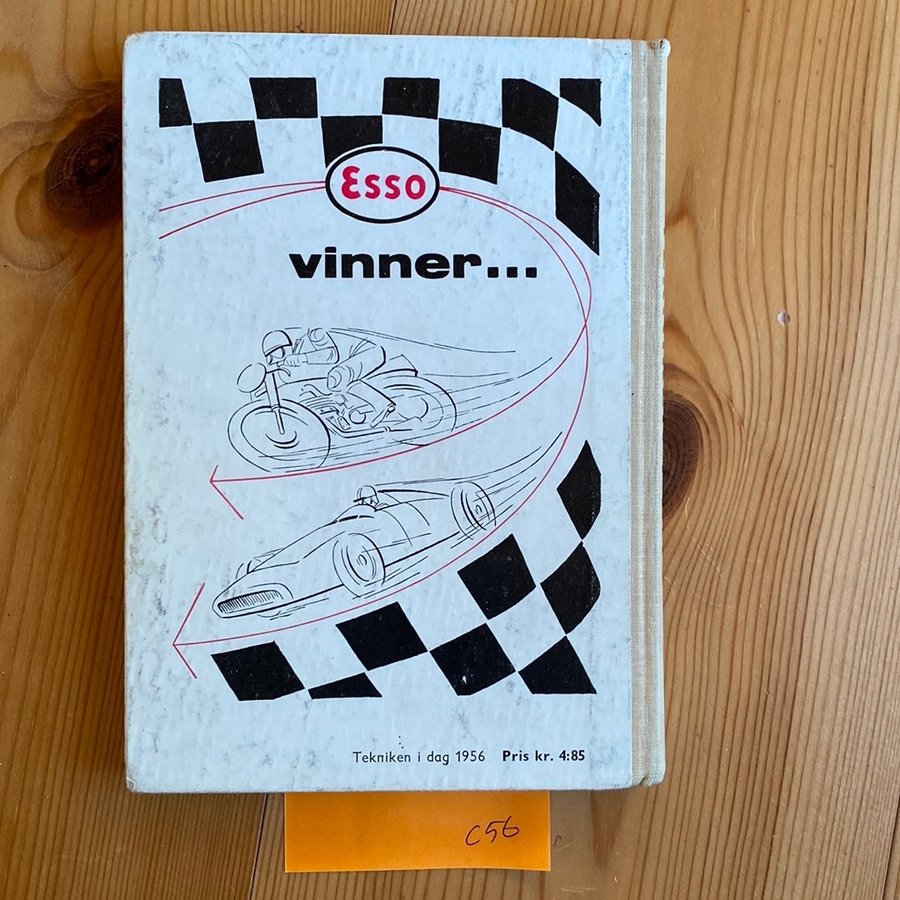 Esso
vinner...
Tekniken i dag 1956 Pris kr. 4:85
C56